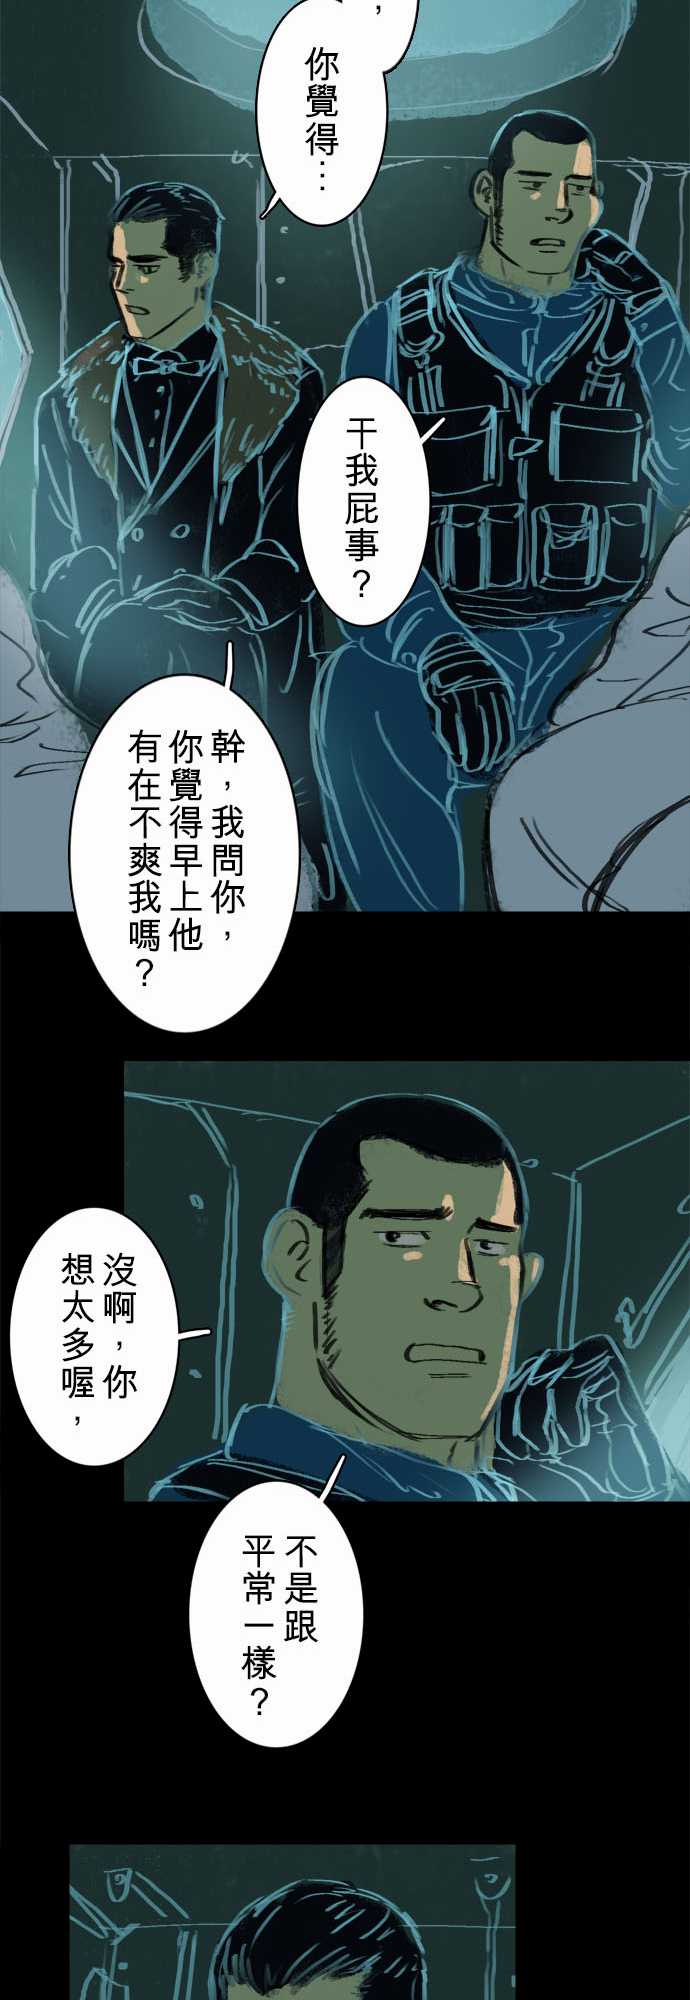 ，
你覺得…
干我屁事？
幹，我問你，
你覺得早上他
有在不爽我嗎？
沒啊，你
想太多喔，
不是跟
平常一樣？